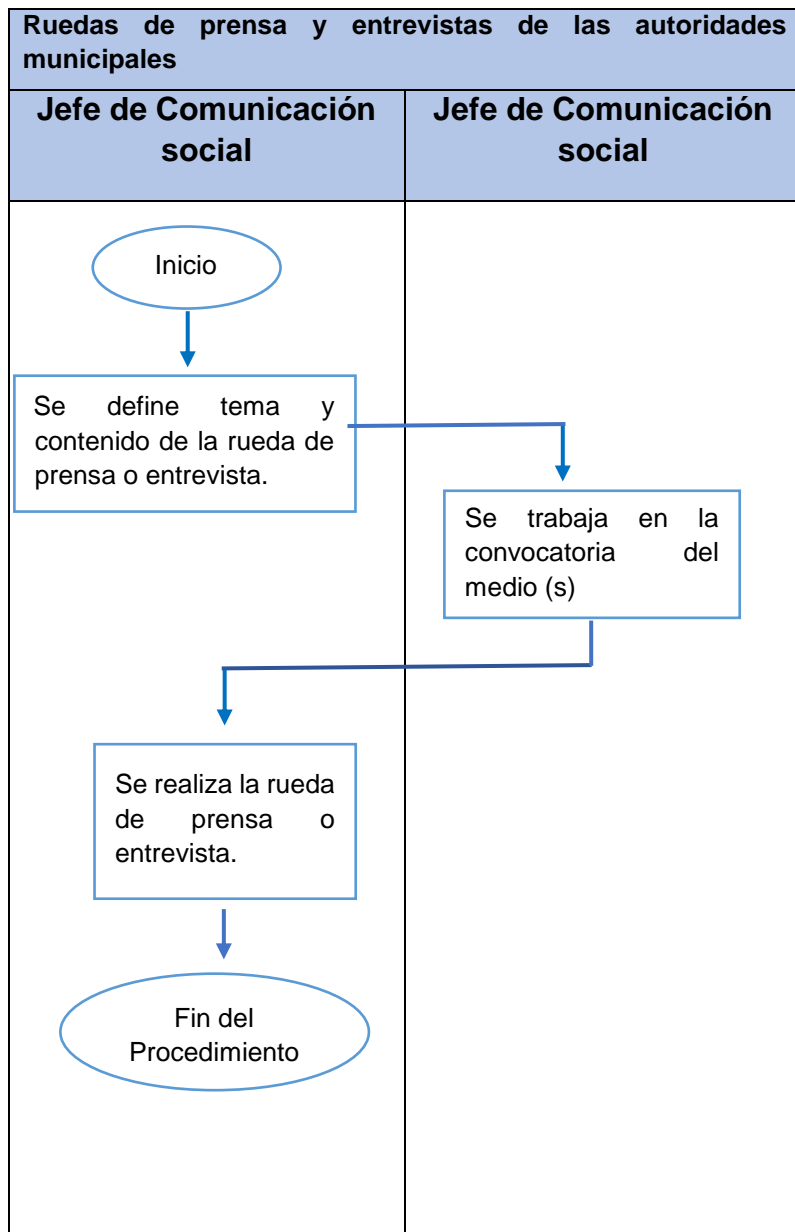 Ruedas de prensa y entrevistas de las autoridades
municipales
Jefe de Comunicación
social
Jefe de Comunicación
social
Inicio
Se define tema y
contenido de la rueda de
prensa o entrevista.
Se trabaja en la
convocatoria del
medio (s)
Se realiza la rueda
de prensa o
entrevista.
Fin del
Procedimiento